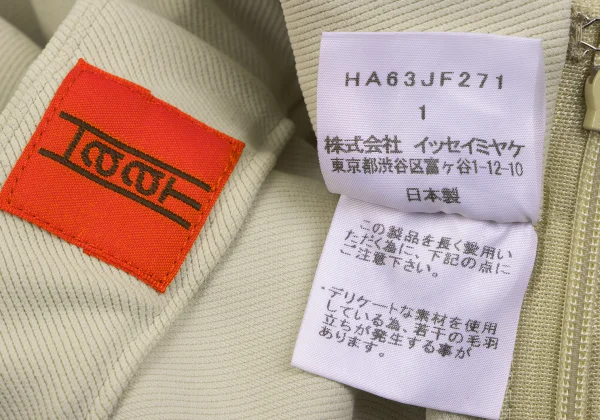 HaaT
HA63JF271
1
株式会社 イッセイミヤケ
東京都渋谷区富ヶ谷1-12-10
日本製
この製品を長く愛用い
ただく為に、下記の点に
ご注意下さい。
・デリケートな素材を使用
している為、若干の毛羽
立ちが発生する事が
あります。